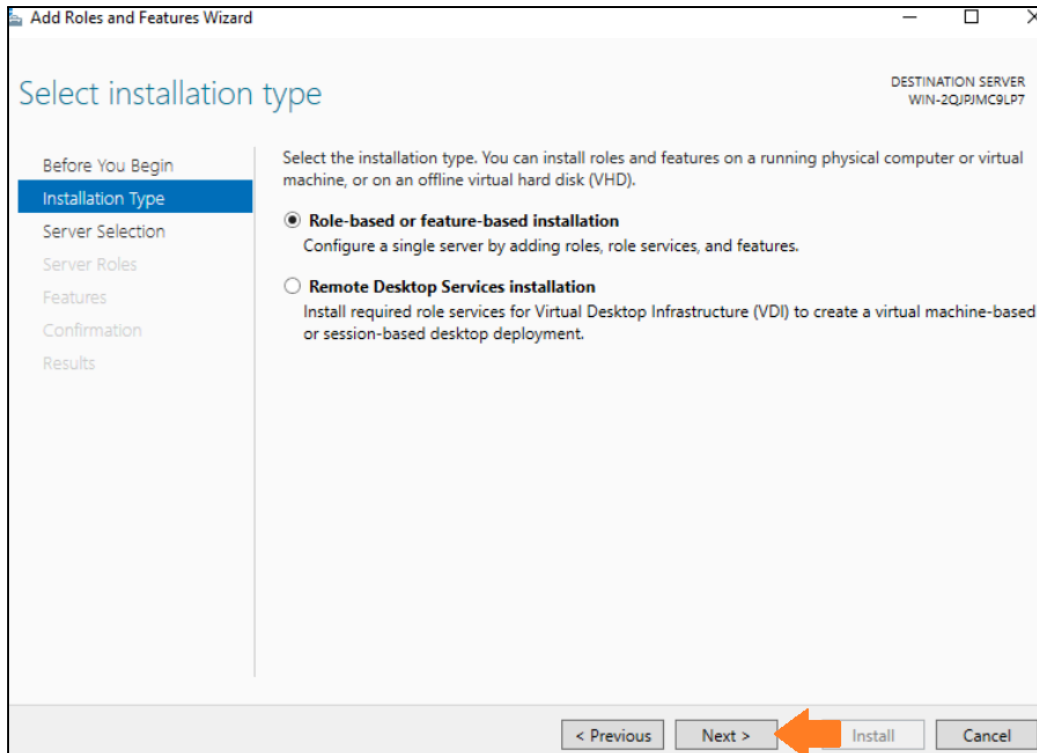 Add Roles and Features Wizard
Select installation type
DESTINATION SERVER
WIN-2QJPJMC9LP7
Before You Begin
Installation Type
Server Selection
Server Roles
Features
Confirmation
Results
Select the installation type. You can install roles and features on a running physical computer or virtual
machine, or on an offline virtual hard disk (VHD).
Role-based or feature-based installation
Configure a single server by adding roles, role services, and features.
Remote Desktop Services installation
Install required role services for Virtual Desktop Infrastructure (VDI) to create a virtual machine-based
or session-based desktop deployment.
< Previous
Next >
Install
Cancel